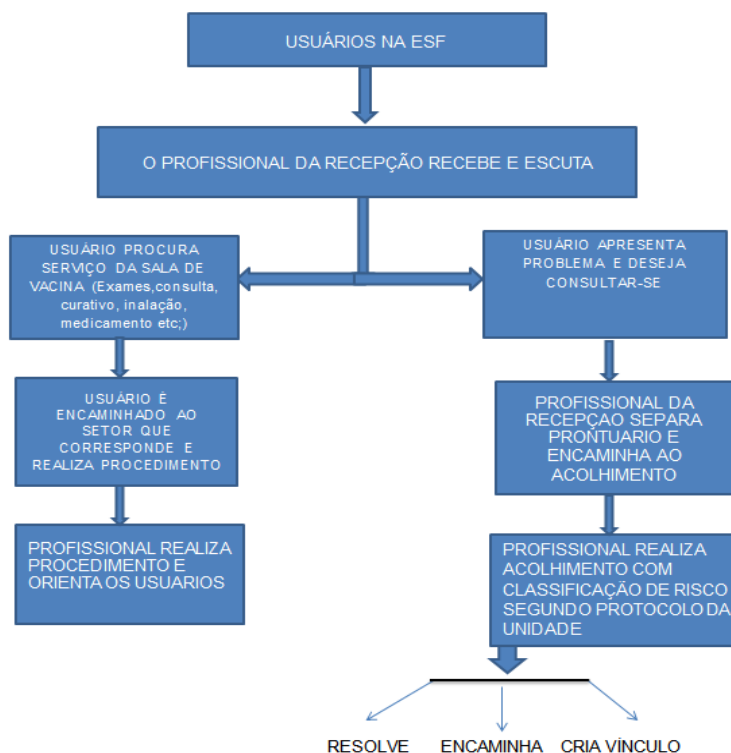 USUÁRIOS NA ESF
O PROFISSIONAL DA RECEPÇÃO RECEBE E ESCUTA
USUÁRIO PROCURA
SERVIÇO DA SALA DE
VACINA (Exames,consulta,
curativo, inalação,
medicamento etc;)
USUÁRIO APRESENTA
PROBLEMA E DESEJA
CONSULTAR-SE
USUÁRIO É
ENCAMINHADO AO
SETOR QUE
CORRESPONDE E
REALIZA PROCEDIMENTO
PROFISSIONAL DA
RECEPÇAO SEPARA
PRONTUARIO E
ENCAMINHA AO
ACOLHIMENTO
PROFISSIONAL REALIZA
PROCEDIMENTO E
ORIENTA OS USUARIOS
PROFISSIONAL REALIZA
ACOLHIMENTO COM
CLASSIFICAÇÃO DE RISCO
SEGUNDO PROTOCOLO DA
UNIDADE
RESOLVE ENCAMINHA CRIA VÍNCULO